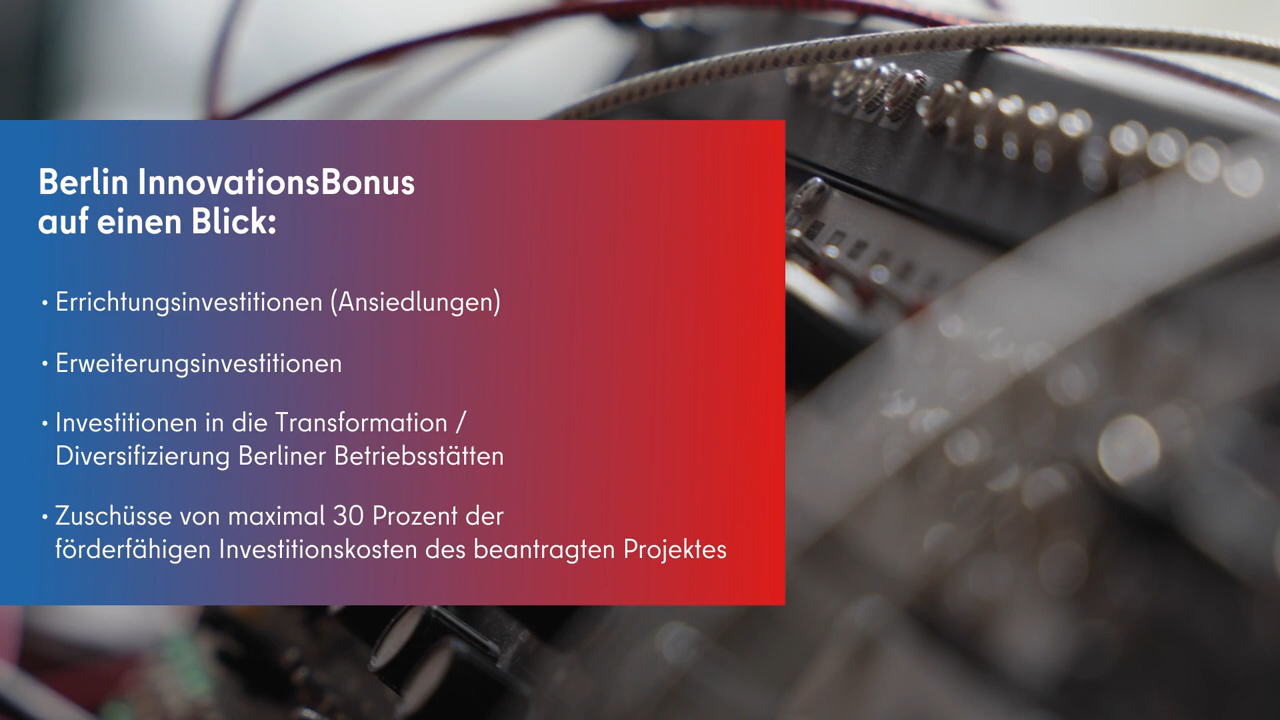 Berlin InnovationsBonus
auf einen Blick:
• Errichtungsinvestitionen (Ansiedlungen)
• Erweiterungsinvestitionen
• Investitionen in die Transformation /
Diversifizierung Berliner Betriebsstätten
• Zuschüsse von maximal 30 Prozent der
förderfähigen Investitionskosten des beantragten Projektes